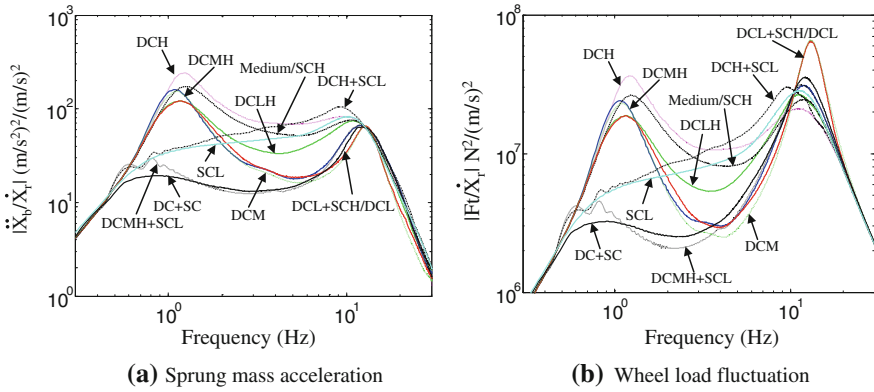 |Ẍb/Ẋr| (m/s²)²/(m/s)²
10³
10²
10¹
10⁰
10⁰
10¹
Frequency (Hz)
DCH
DCMH
Medium/SCH
DCH+SCL
DCLH
SCL
DCMH+SCL
DC+SC
DCM
DCL+SCH/DCL
(a) Sprung mass acceleration
|Ft/Ẋr| N²/(m/s)²
10⁸
10⁷
10⁶
10⁰
10¹
Frequency (Hz)
DCL+SCH/DCL
DCH
DCH+SCL
DCMH
Medium/SCH
DCLH
SCL
DC+SC
DCM
DCMH+SCL
(b) Wheel load fluctuation